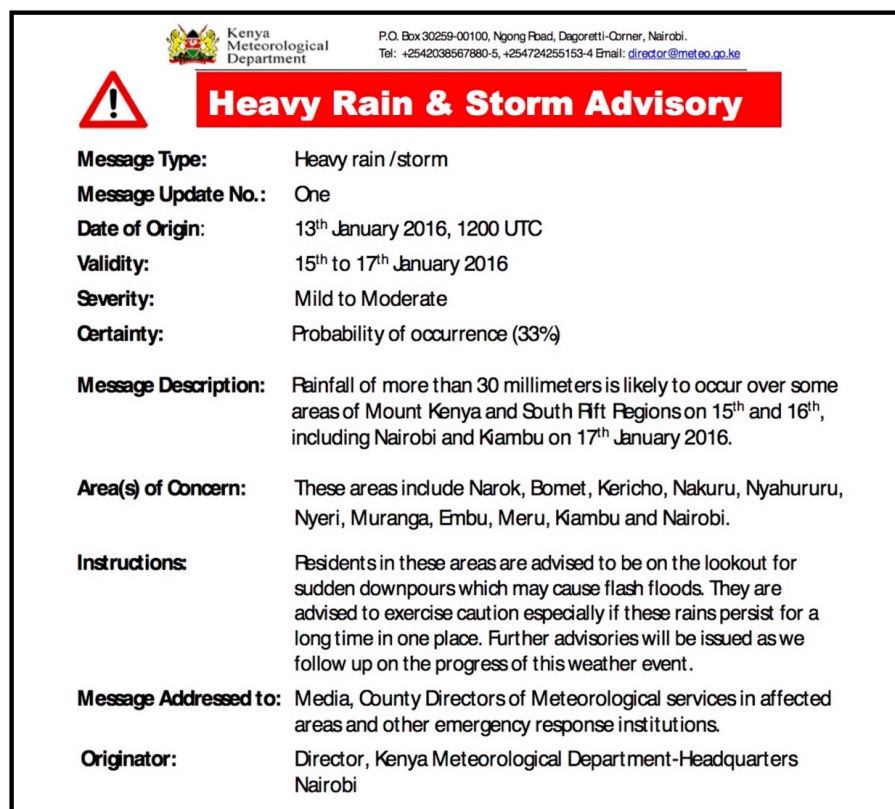 Kenya
Meteorological
Department
P.O. Box 30259-00100, Ngong Road, Dagoretti-Corner, Nairobi.
Tel: +2542038567880-5, +254724255153-4 Email: director@meteo.go.ke
Heavy Rain & Storm Advisory
Message Type: Heavy rain /storm
Message Update No.: One
Date of Origin: 13th January 2016, 1200 UTC
Validity: 15th to 17th January 2016
Severity: Mild to Moderate
Certainty: Probability of occurrence (33%)
Message Description: Rainfall of more than 30 millimeters is likely to occur over some
areas of Mount Kenya and South Rift Regions on 15th and 16th,
including Nairobi and Kiambu on 17th January 2016.
Area(s) of Concern: These areas include Narok, Bomet, Kericho, Nakuru, Nyahururu,
Nyeri, Muranga, Embu, Meru, Kiambu and Nairobi.
Instructions: Residents in these areas are advised to be on the lookout for
sudden downpours which may cause flash floods. They are
advised to exercise caution especially if these rains persist for a
long time in one place. Further advisories will be issued as we
follow up on the progress of this weather event.
Message Addressed to: Media, County Directors of Meteorological services in affected
areas and other emergency response institutions.
Originator: Director, Kenya Meteorological Department-Headquarters
Nairobi